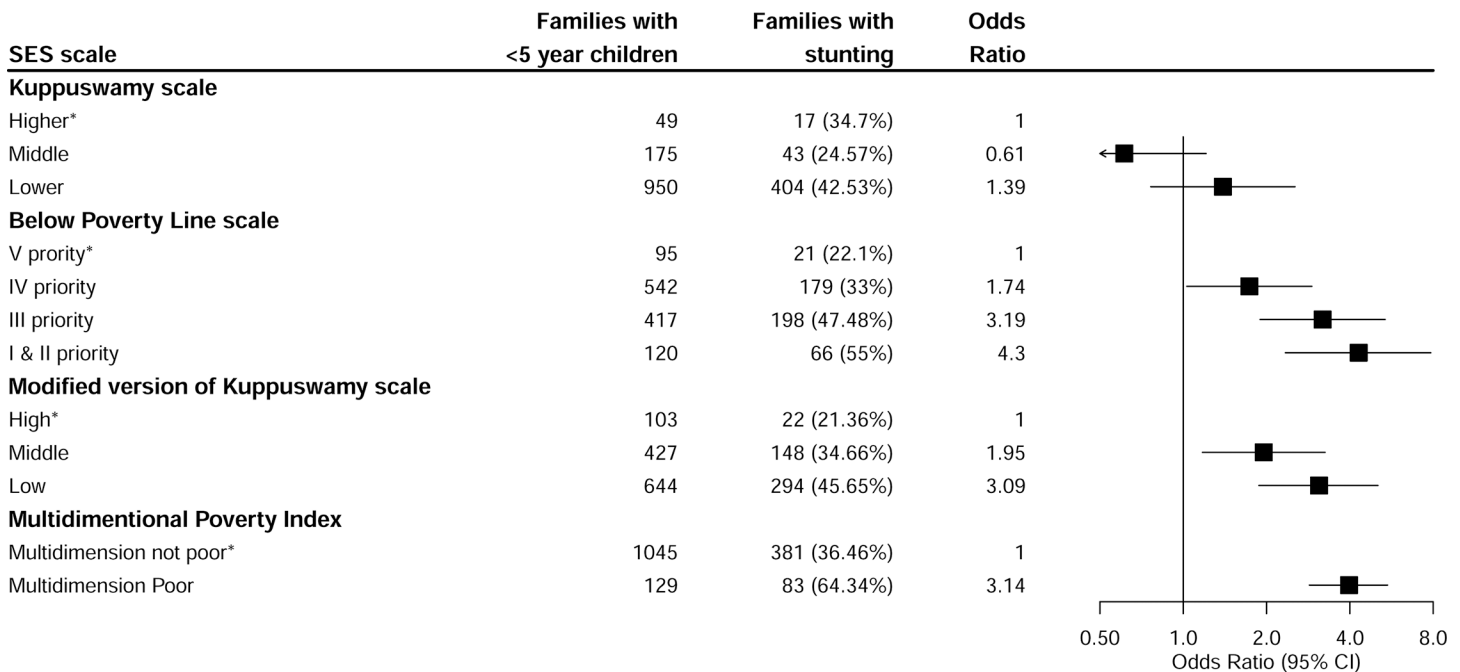 Families with Families with Odds
SES scale <5 year children stunting Ratio
Kuppuswamy scale
Higher* 49 17 (34.7%) 1
Middle 175 43 (24.57%) 0.61
Lower 950 404 (42.53%) 1.39
Below Poverty Line scale
V prority* 95 21 (22.1%) 1
IV priority 542 179 (33%) 1.74
III priority 417 198 (47.48%) 3.19
I & II priority 120 66 (55%) 4.3
Modified version of Kuppuswamy scale
High* 103 22 (21.36%) 1
Middle 427 148 (34.66%) 1.95
Low 644 294 (45.65%) 3.09
Multidimentional Poverty Index
Multidimension not poor* 1045 381 (36.46%) 1
Multidimension Poor 129 83 (64.34%) 3.14
0.50 1.0 2.0 4.0 8.0
Odds Ratio (95% CI)